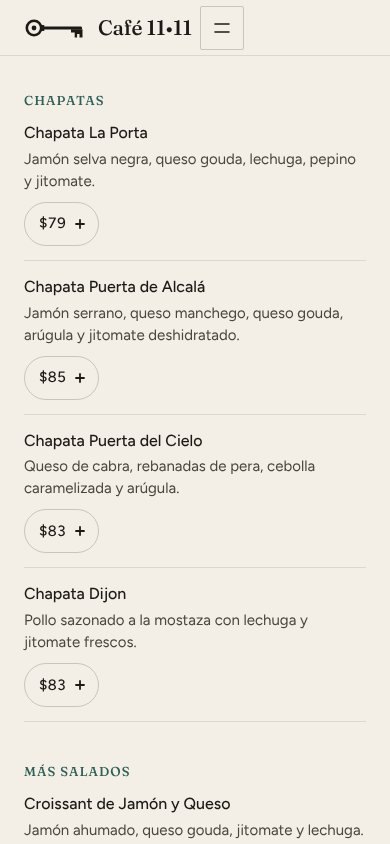 Café 11•11
CHAPATAS
Chapata La Porta
Jamón selva negra, queso gouda, lechuga, pepino
y jitomate.
$79 +
Chapata Puerta de Alcalá
Jamón serrano, queso manchego, queso gouda,
arúgula y jitomate deshidratado.
$85 +
Chapata Puerta del Cielo
Queso de cabra, rebanadas de pera, cebolla
caramelizada y arúgula.
$83 +
Chapata Dijon
Pollo sazonado a la mostaza con lechuga y
jitomate frescos.
$83 +
MÁS SALADOS
Croissant de Jamón y Queso
Jamón ahumado, queso gouda, jitomate y lechuga.